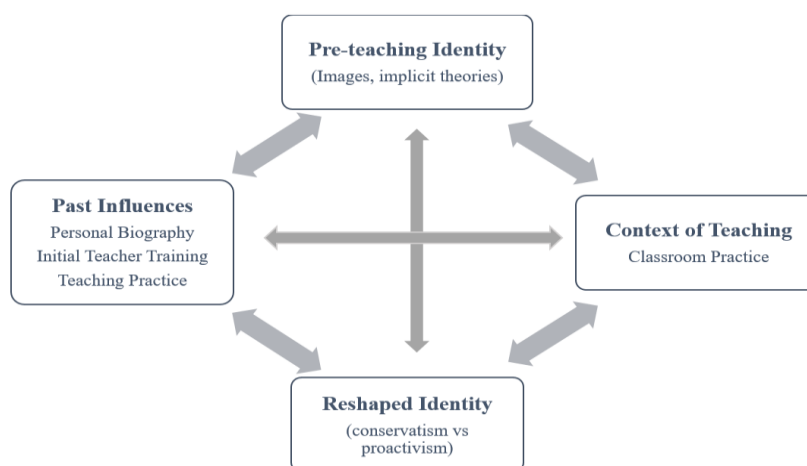 Pre-teaching Identity
(Images, implicit theories)
Past Influences
Personal Biography
Initial Teacher Training
Teaching Practice
Context of Teaching
Classroom Practice
Reshaped Identity
(conservatism vs
proactivism)